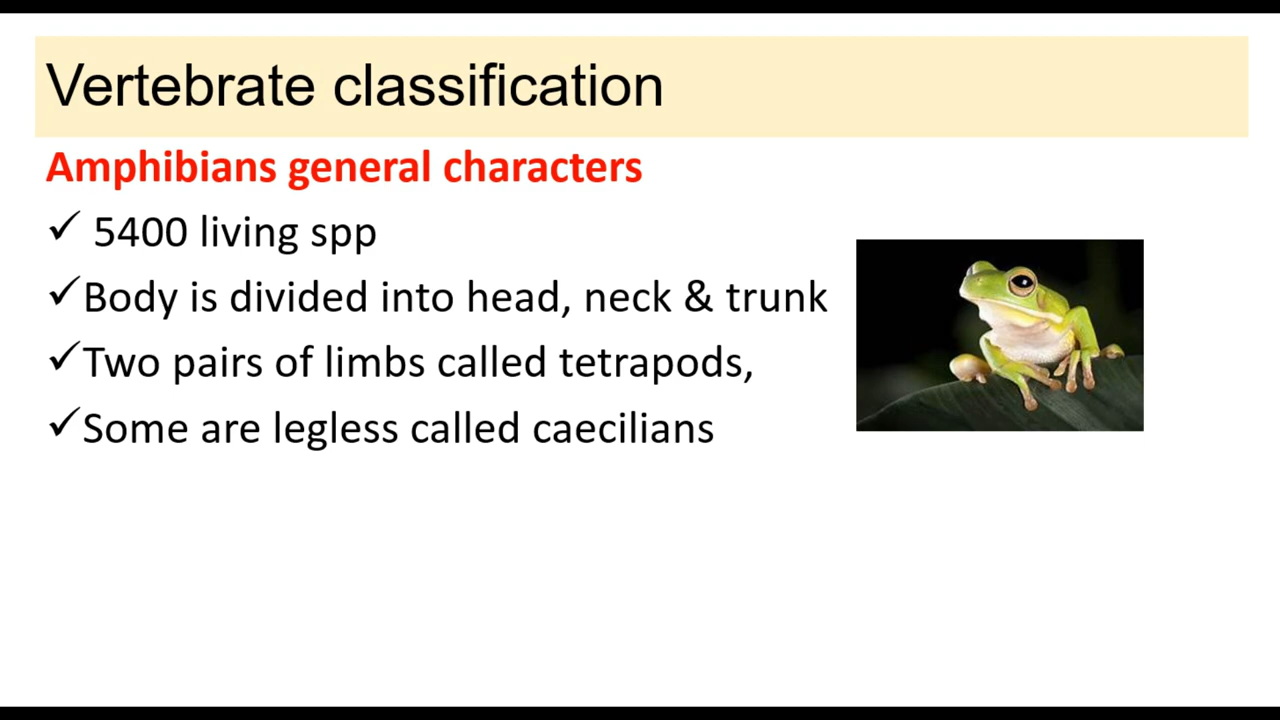 Vertebrate classification
Amphibians general characters
✓ 5400 living spp
✓Body is divided into head, neck & trunk
✓Two pairs of limbs called tetrapods,
✓Some are legless called caecilians